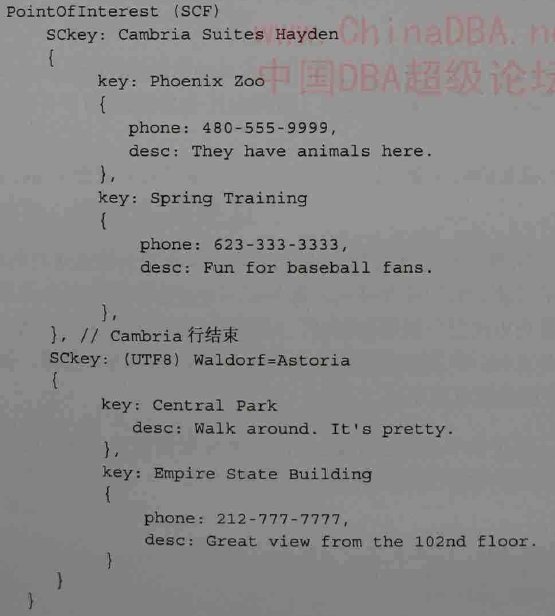 PointOfInterest (SCF)
www.ChinaDBA.ne
SCkey: Cambria Suites Hayden
{
中国DBA超级论坛
key: Phoenix Zoo
{
phone: 480-555-9999,
desc: They have animals here.
},
key: Spring Training
{
phone: 623-333-3333,
desc: Fun for baseball fans.
},
}, // Cambria 行结束
SCkey: (UTF8) Waldorf=Astoria
{
key: Central Park
desc: Walk around. It's pretty.
},
key: Empire State Building
{
phone: 212-777-7777,
desc: Great view from the 102nd floor.
}
}
}